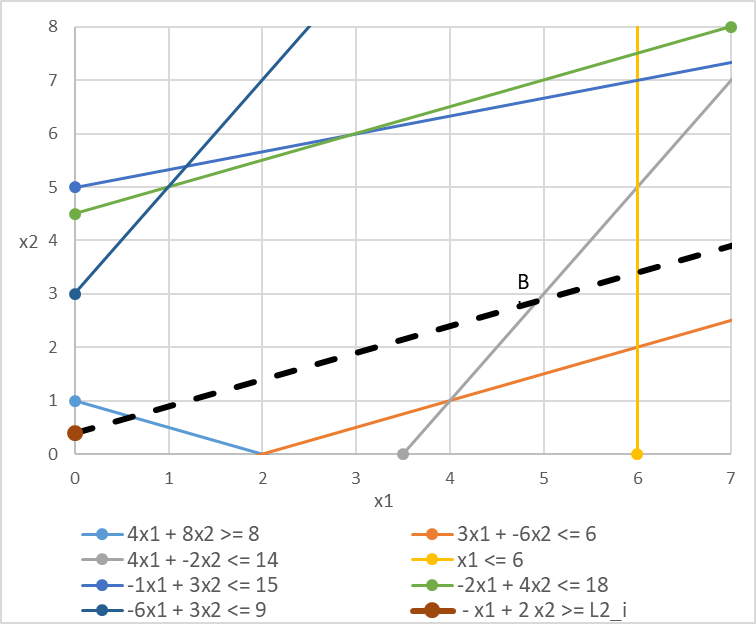 8
7
6
5
x2 4
B
3
2
1
0
0 1 2 3 4 5 6 7
x1
4x1 + 8x2 >= 8 3x1 + -6x2 <= 6
4x1 + -2x2 <= 14 x1 <= 6
-1x1 + 3x2 <= 15 -2x1 + 4x2 <= 18
-6x1 + 3x2 <= 9 - x1 + 2 x2 >= L2_i